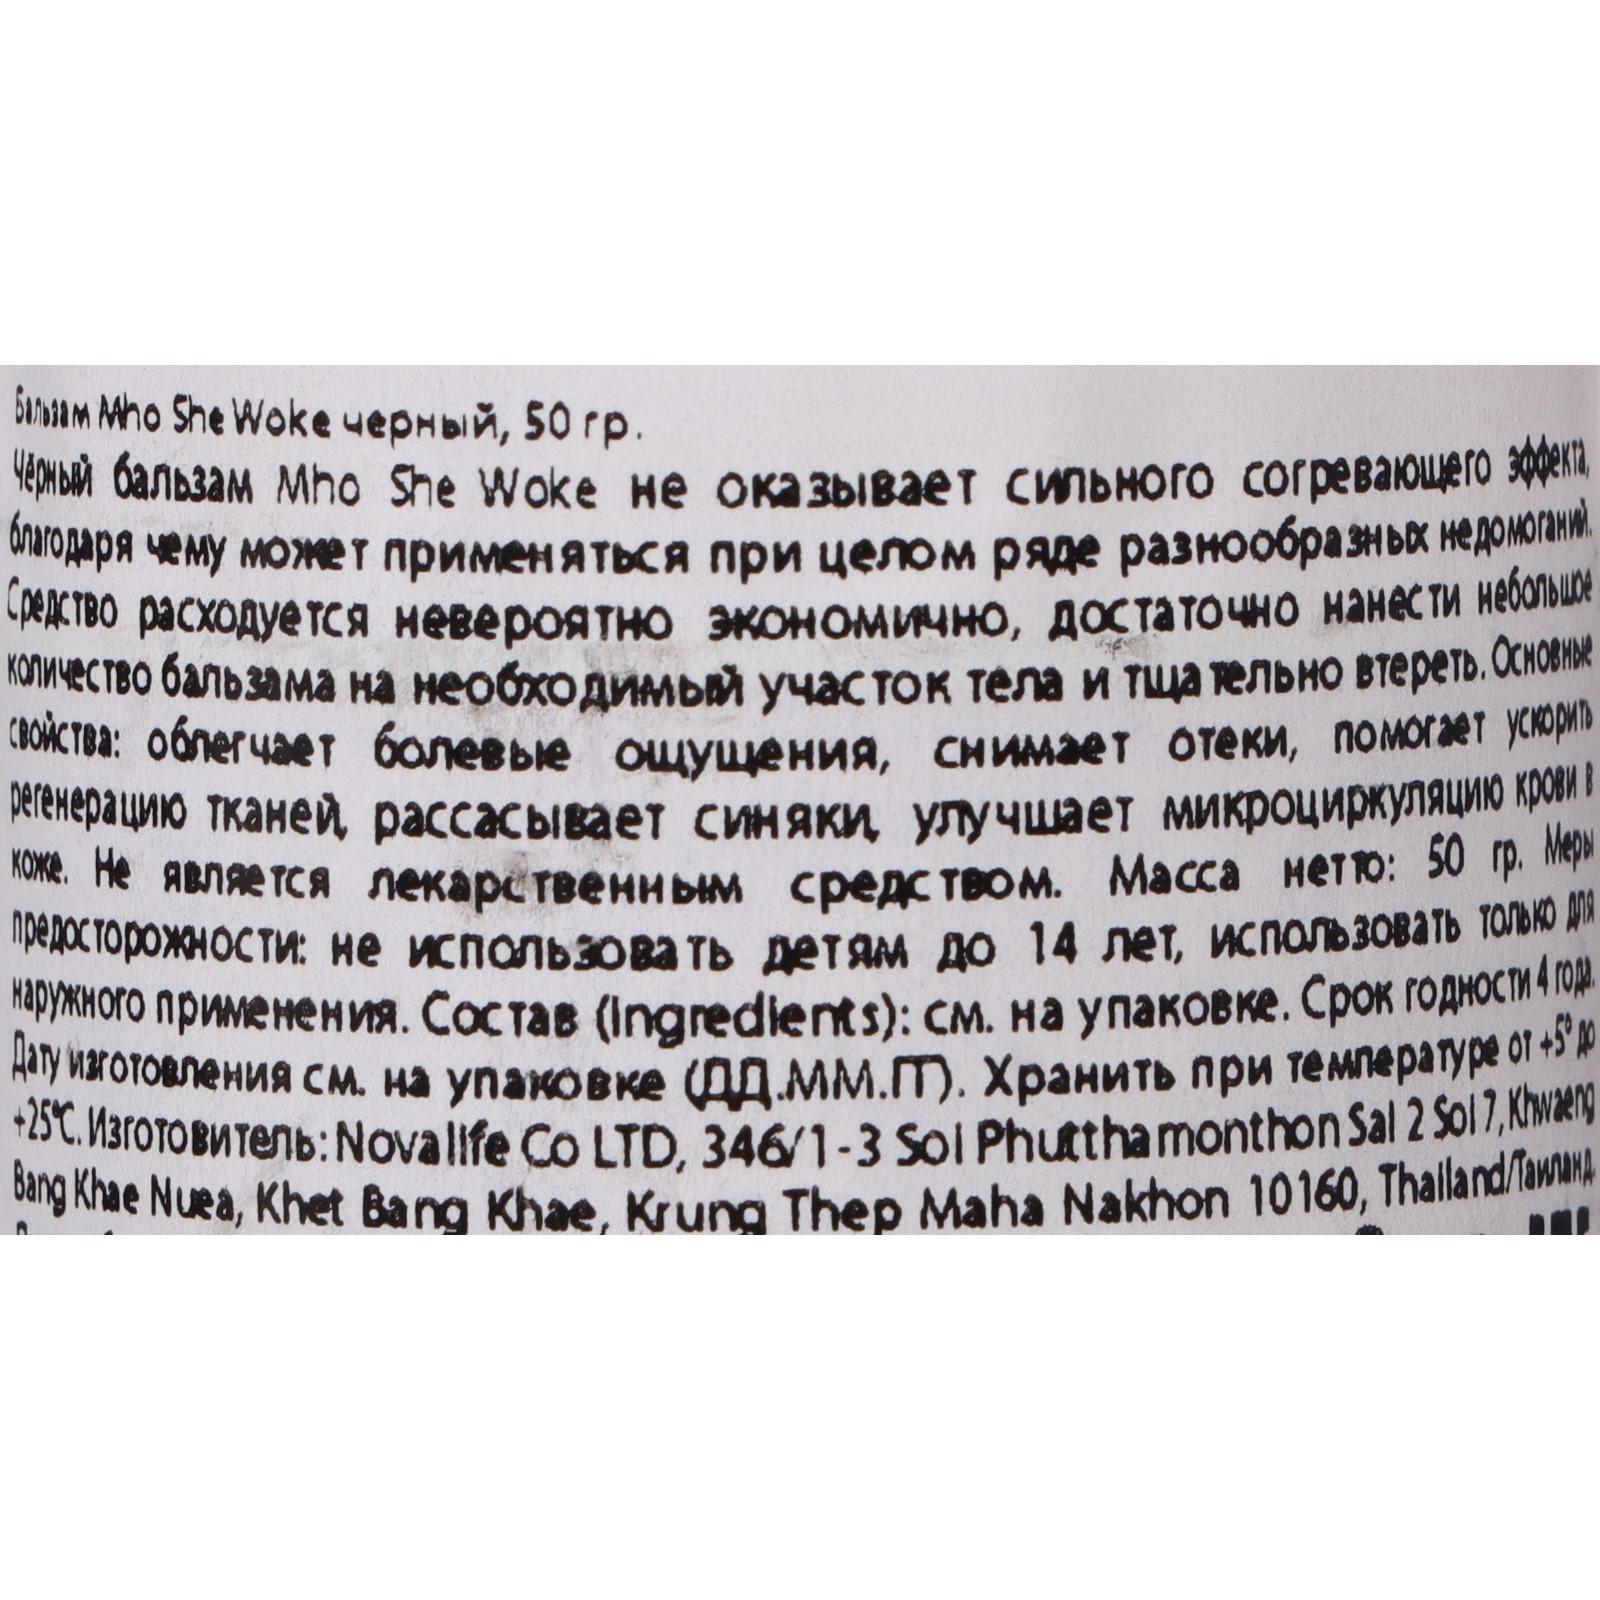 Бальзам Mho She Woke черный, 50 гр.
Чёрный бальзам Mho She Woke не оказывает сильного согревающего эффекта,
благодаря чему может применяться при целом ряде разнообразных недомоганий.
Средство расходуется невероятно экономично, достаточно нанести небольшое
количество бальзама на необходимый участок тела и тщательно втереть. Основные
свойства: облегчает болевые ощущения, снимает отеки, помогает ускорить
регенерацию тканей, рассасывает синяки, улучшает микроциркуляцию крови в
коже. Не является лекарственным средством. Масса нетто: 50 гр. Меры
предосторожности: не использовать детям до 14 лет, использовать только для
наружного применения. Состав (Ingredients): см. на упаковке. Срок годности 4 года.
Дату изготовления см. на упаковке (ДД.ММ.ГГ). Хранить при температуре от +5° до
+25°C. Изготовитель: Novalife Co LTD, 346/1-3 Soi Phutthamonthon Sai 2 Soi 7, Khwaeng
Bang Khae Nuea, Khet Bang Khae, Krung Thep Maha Nakhon 10160, Thailand/Таиланд.